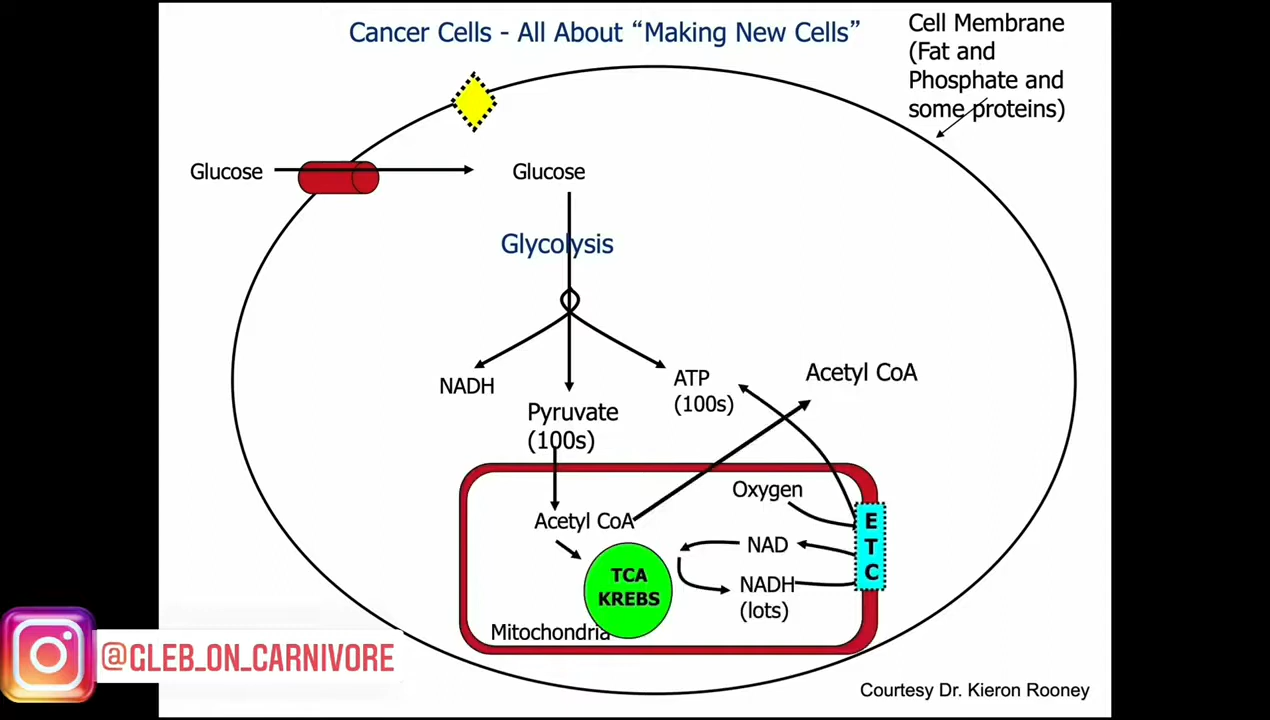 Cancer Cells - All About “Making New Cells”
Cell Membrane
(Fat and
Phosphate and
some proteins)
Glucose
Glucose
Glycolysis
NADH
ATP
(100s)
Acetyl CoA
Pyruvate
(100s)
Oxygen
Acetyl CoA
E
T
C
NAD
TCA
KREBS
NADH
(lots)
Mitochondria
@GLEB_ON_CARNIVORE
Courtesy Dr. Kieron Rooney